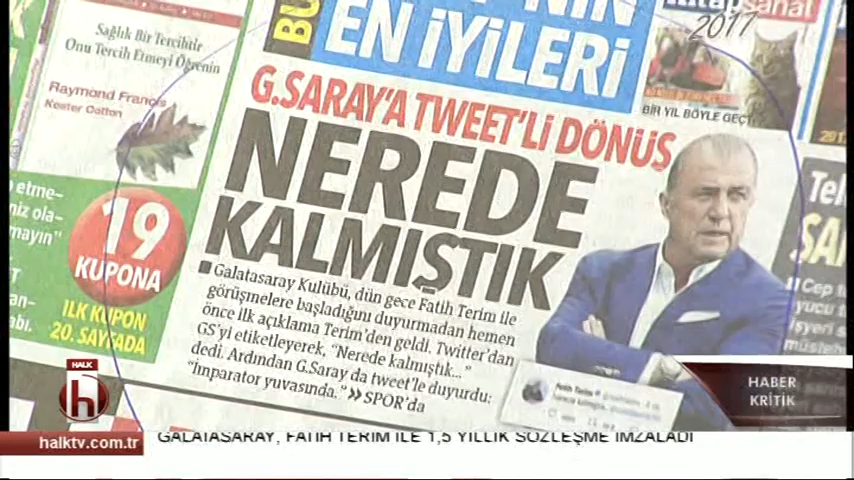 Sağlık Bir Tercihtir
Onu Tercih Etmeyi Öğrenin
Raymond Francis
Kester Cotton
19
KUPONA
İLK KUPON
20. SAYFADA
EN İYİLERİ
kitapsanat
2017
BİR YIL BÖYLE GEÇTİ
G.SARAY'A TWEET'Lİ DÖNÜŞ
NEREDE
KALMIŞTIK
Galatasaray Kulübü, dün gece Fatih Terim ile
görüşmelere başladığını duyurmadan hemen
önce ilk açıklama Terim'den geldi. Twitter'dan
GS'yi etiketleyerek, “Nerede kalmıştık...”
dedi. Ardından G.Saray da tweet'le duyurdu:
“İmparator yuvasında.” »SPOR'da
Fatih Terim
HALK
HABER
KRİTİK
halktv.com.tr
GALATASARAY, FATİH TERİM İLE 1,5 YILLIK SÖZLEŞME İMZALADI